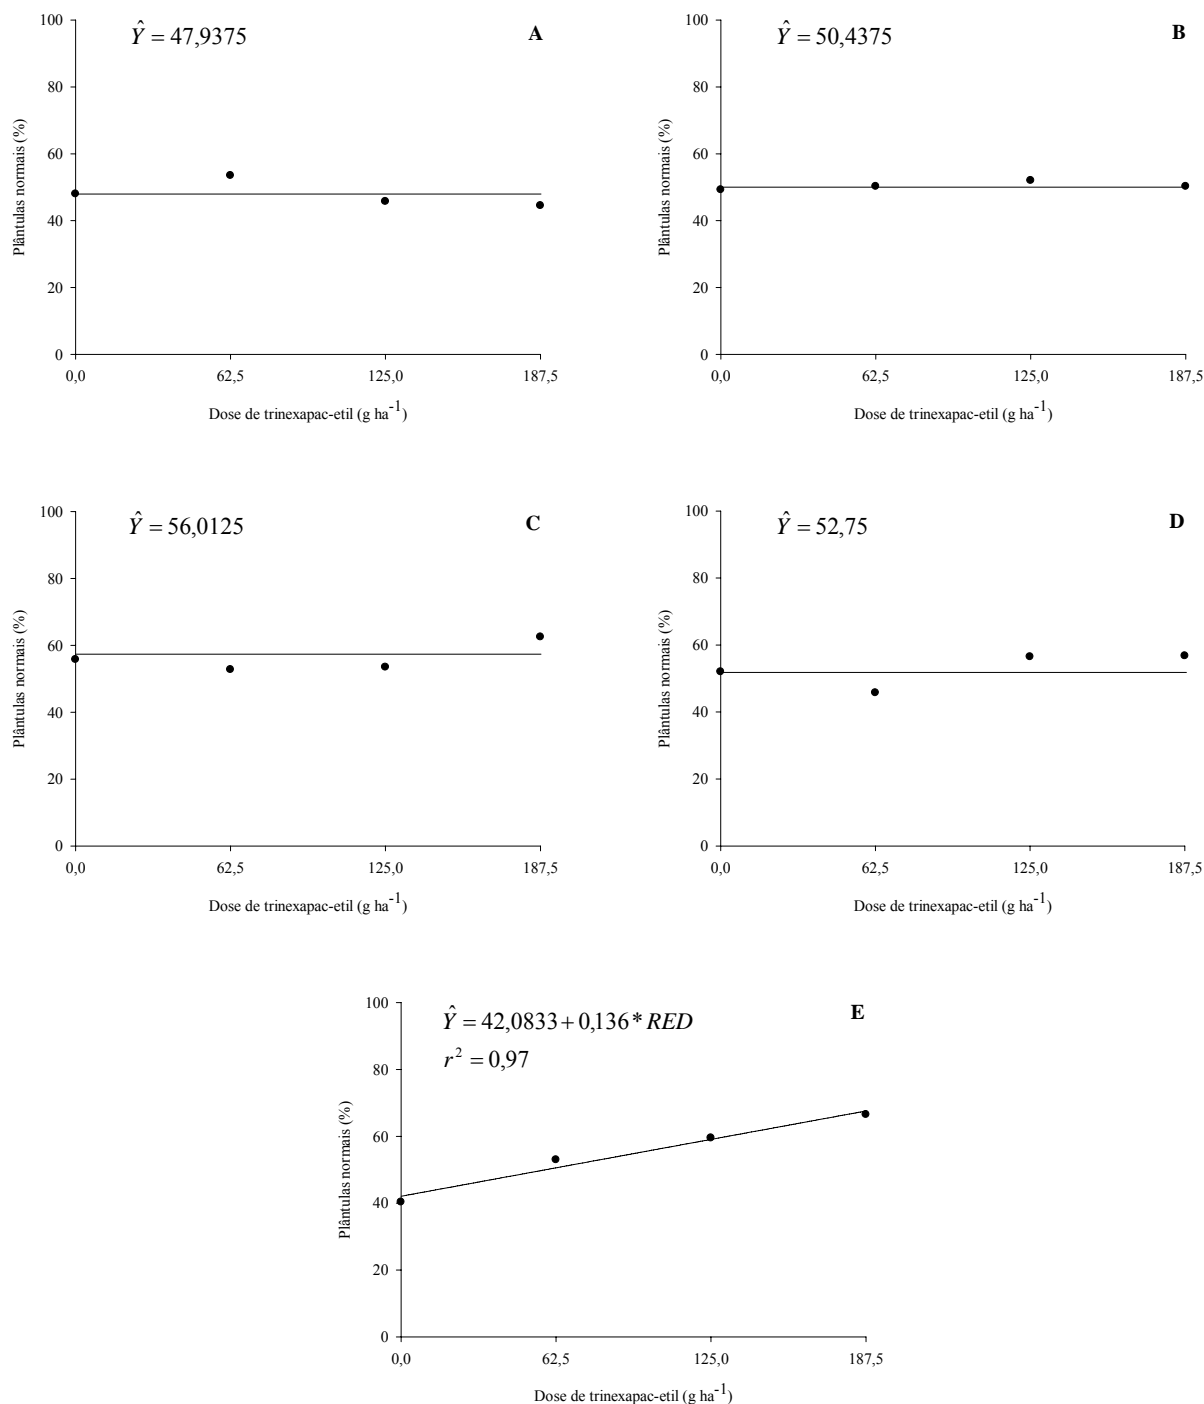 Ŷ = 47,9375
A
Plântulas normais (%)
100
80
60
40
20
0
0,0 62,5 125,0 187,5
Dose de trinexapac-etil (g ha⁻¹)
Ŷ = 50,4375
B
Plântulas normais (%)
100
80
60
40
20
0
0,0 62,5 125,0 187,5
Dose de trinexapac-etil (g ha⁻¹)
Ŷ = 56,0125
C
Plântulas normais (%)
100
80
60
40
20
0
0,0 62,5 125,0 187,5
Dose de trinexapac-etil (g ha⁻¹)
Ŷ = 52,75
D
Plântulas normais (%)
100
80
60
40
20
0
0,0 62,5 125,0 187,5
Dose de trinexapac-etil (g ha⁻¹)
Ŷ = 42,0833 + 0,136 * RED
r² = 0,97
E
Plântulas normais (%)
100
80
60
40
20
0
0,0 62,5 125,0 187,5
Dose de trinexapac-etil (g ha⁻¹)